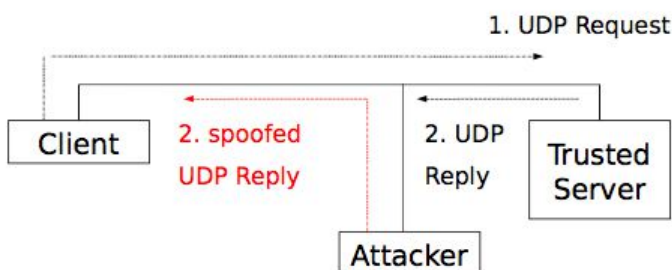 1. UDP Request
Client
2. spoofed
UDP Reply
2. UDP
Reply
Trusted
Server
Attacker